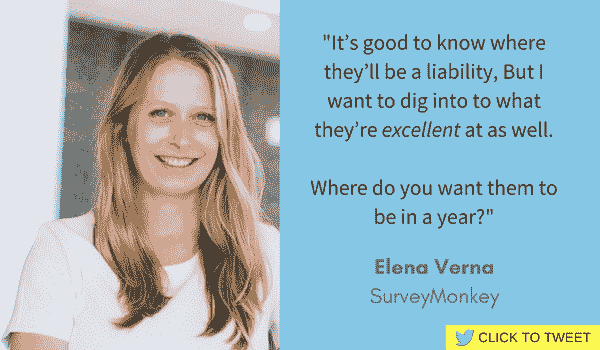 "It's good to know where
they'll be a liability, But I
want to dig into to what
they're excellent at as well.
Where do you want them to
be in a year?"
Elena Verna
SurveyMonkey
CLICK TO TWEET